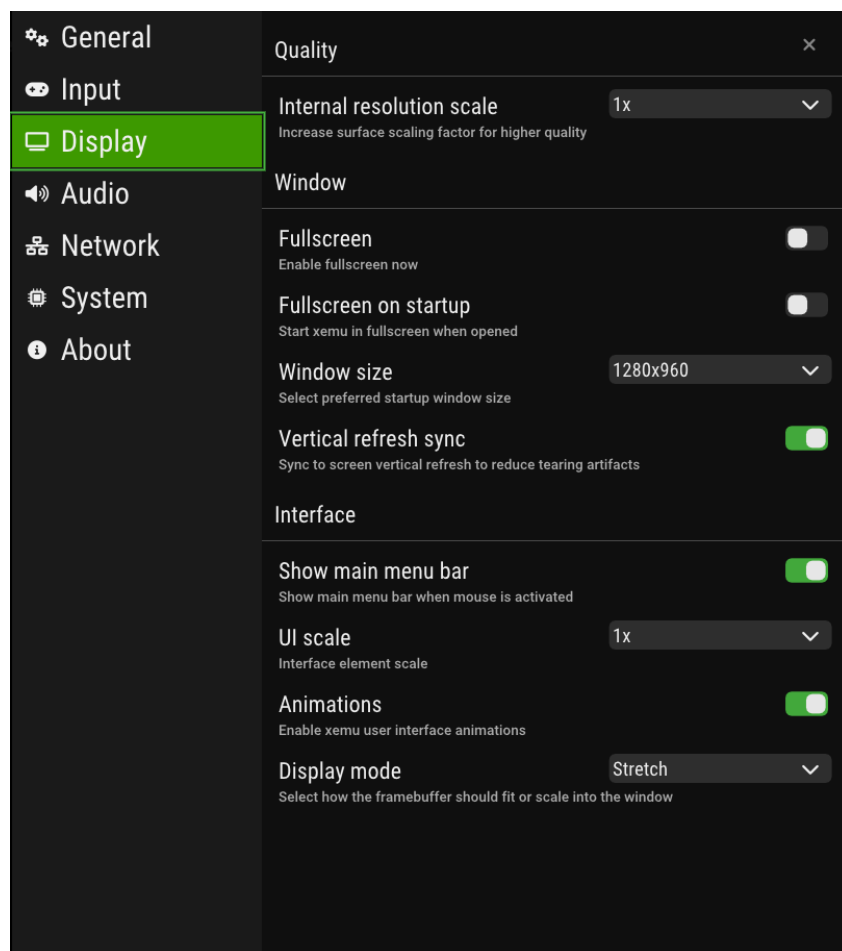 General
Input
Display
Audio
Network
System
About
Quality
Internal resolution scale
1x
Increase surface scaling factor for higher quality
Window
Fullscreen
Enable fullscreen now
Fullscreen on startup
Start xemu in fullscreen when opened
Window size
1280x960
Select preferred startup window size
Vertical refresh sync
Sync to screen vertical refresh to reduce tearing artifacts
Interface
Show main menu bar
Show main menu bar when mouse is activated
UI scale
1x
Interface element scale
Animations
Enable xemu user interface animations
Display mode
Stretch
Select how the framebuffer should fit or scale into the window